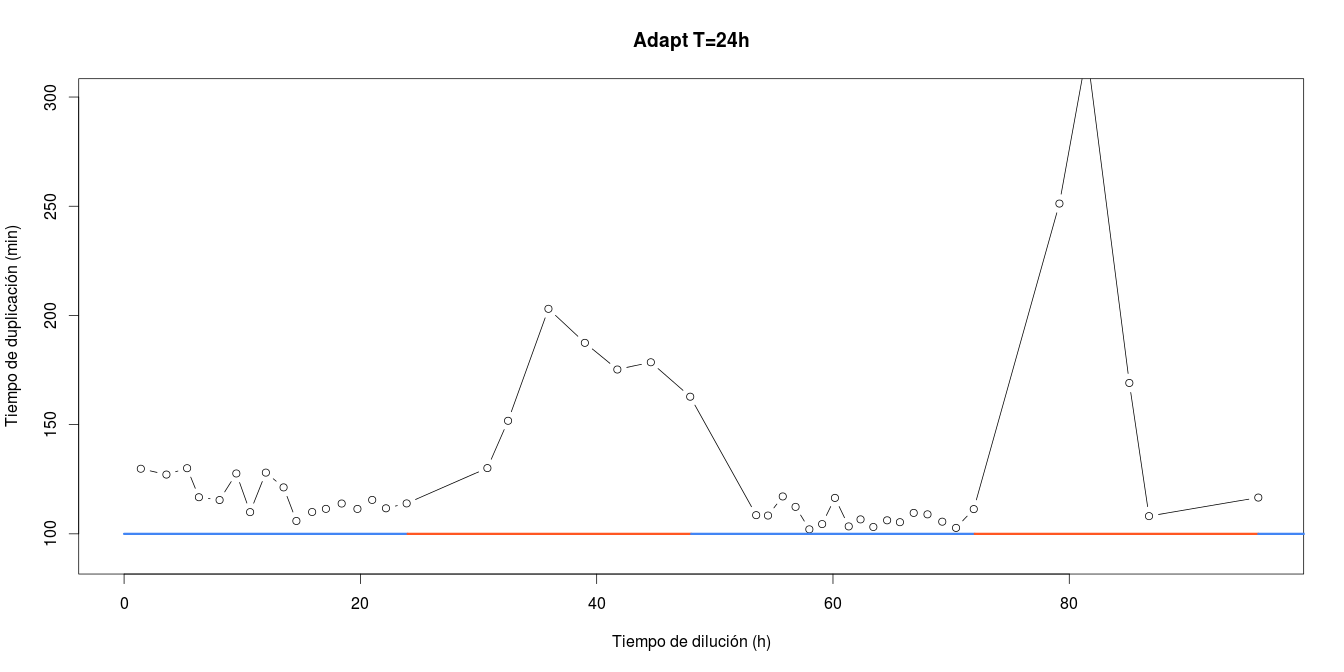 Adapt T=24h
300
250
200
150
100
Tiempo de duplicación (min)
0 20 40 60 80
Tiempo de dilución (h)